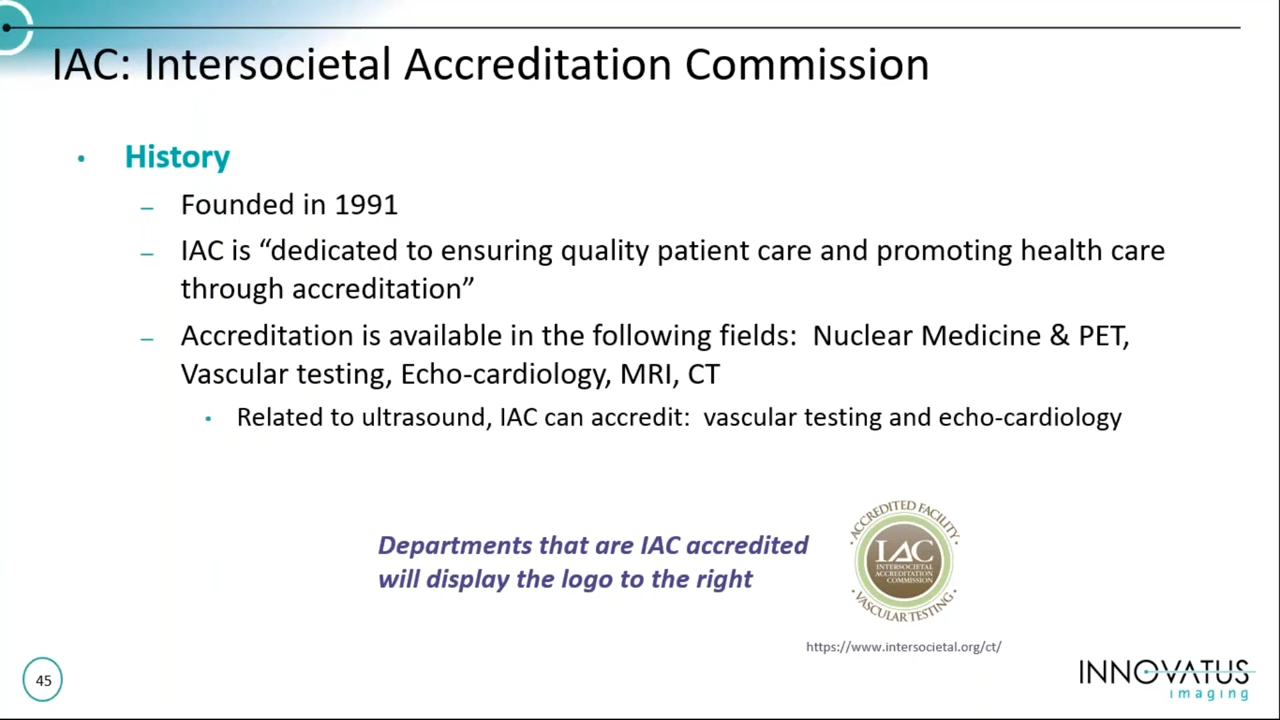 IAC: Intersocietal Accreditation Commission
• History
– Founded in 1991
– IAC is “dedicated to ensuring quality patient care and promoting health care
through accreditation”
– Accreditation is available in the following fields:  Nuclear Medicine & PET,
Vascular testing, Echo-cardiology, MRI, CT
• Related to ultrasound, IAC can accredit:  vascular testing and echo-cardiology
Departments that are IAC accredited
will display the logo to the right
· ACCREDITED FACILITY ·
IAC
INTERSOCIETAL
ACCREDITATION
COMMISSION
· VASCULAR TESTING ·
https://www.intersocietal.org/ct/
45
INNOVATUS
imaging